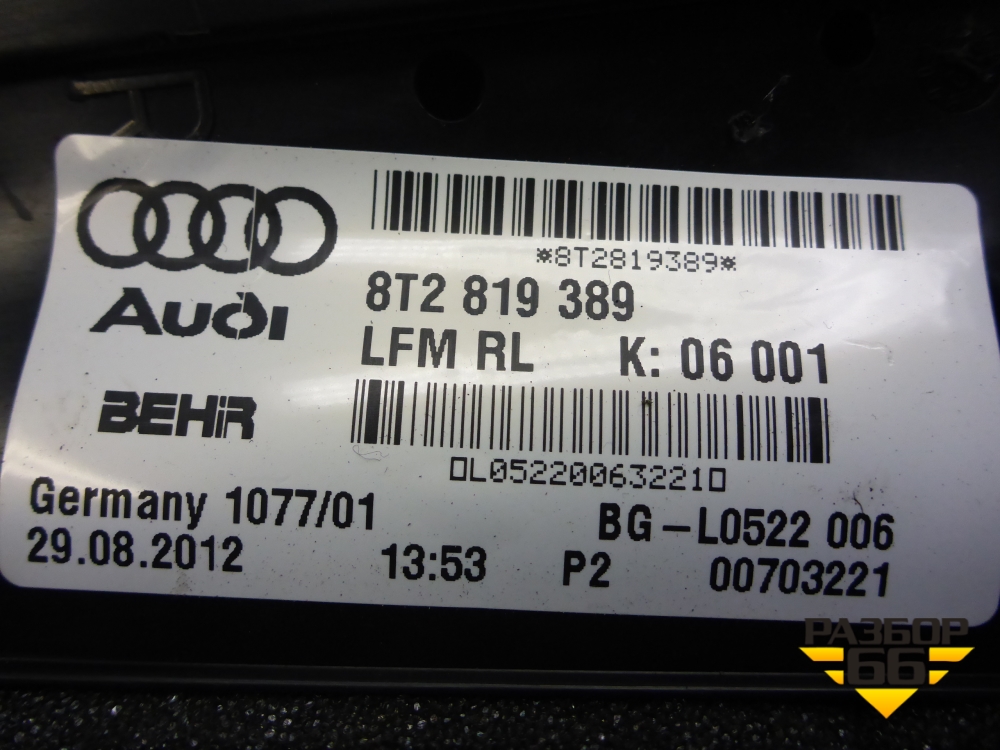 *8T2819389*
Audi
8T2 819 389
LFM RL K: 06 001
BEHR
L05220063221
Germany 1077/01
BG-L0522 006
29.08.2012 13:53 P2 00703221
РАЗБОР
66